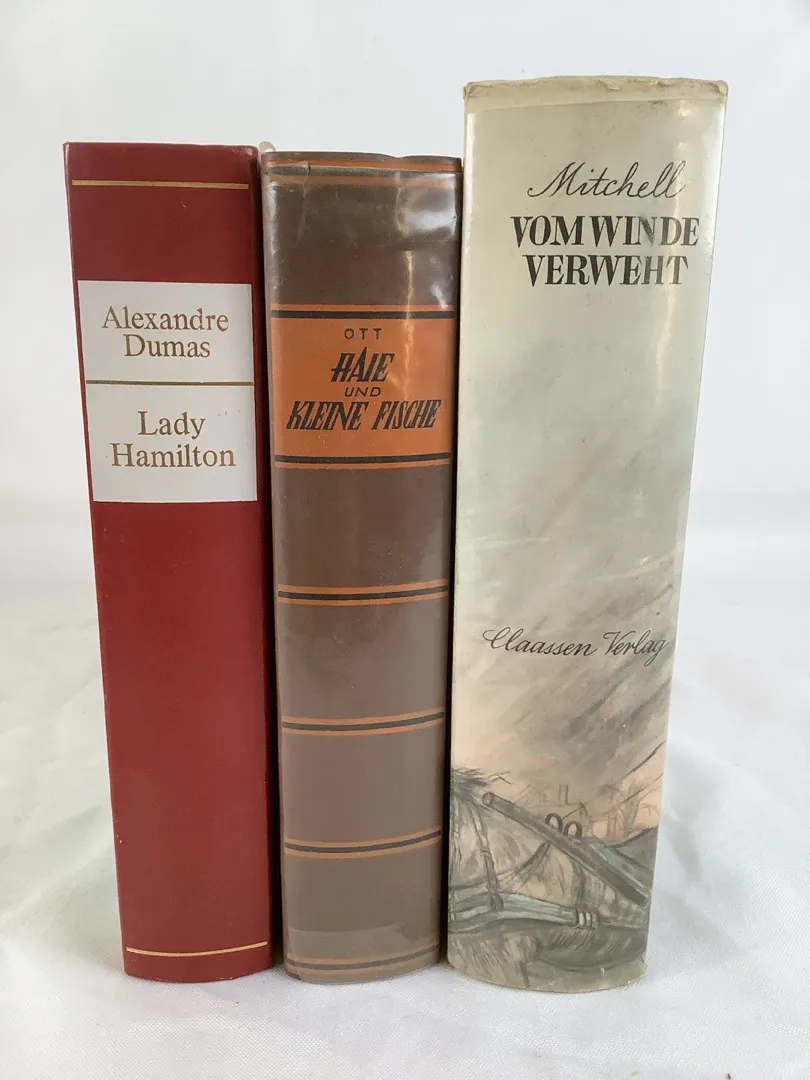 Alexandre
Dumas
Lady
Hamilton
OTT
HAIE
UND
KLEINE FISCHE
Mitchell
VOM WINDE
VERWEHT
Claassen Verlag